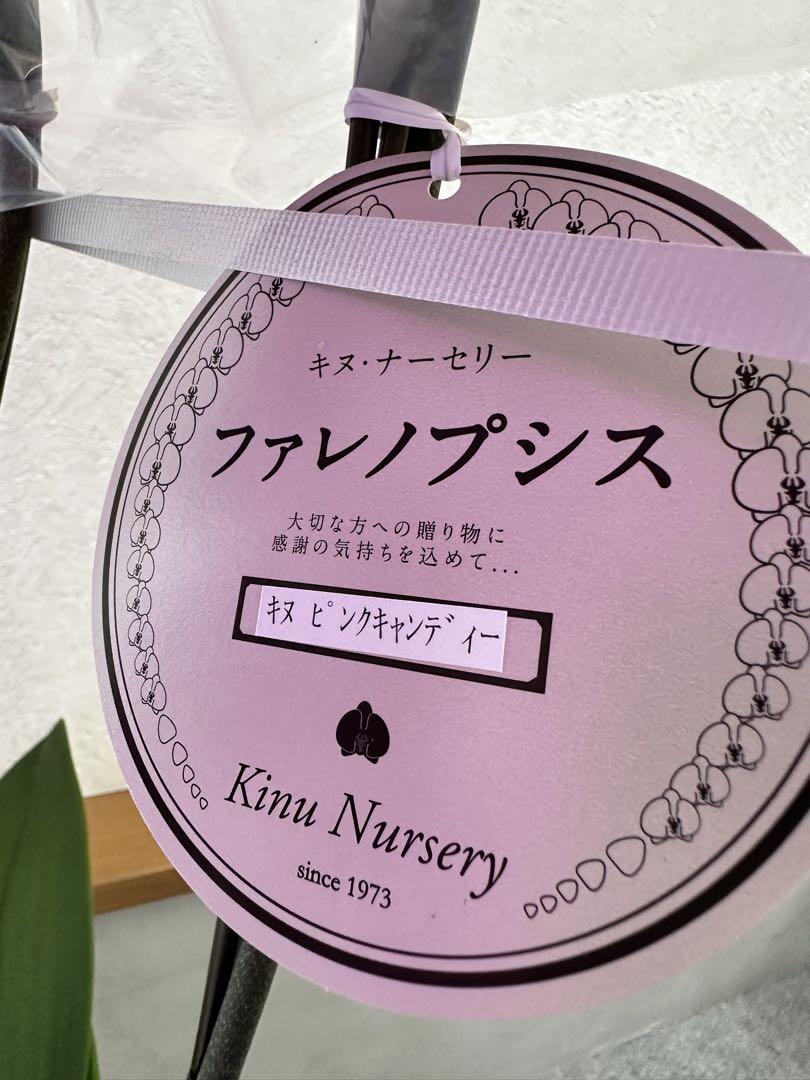 キヌ・ナーセリー
ファレノプシス
大切な方への贈り物に
感謝の気持ちを込めて...
ｷﾇ ﾋﾟﾝｸｷｬﾝﾃﾞｨｰ
Kinu Nursery
since 1973